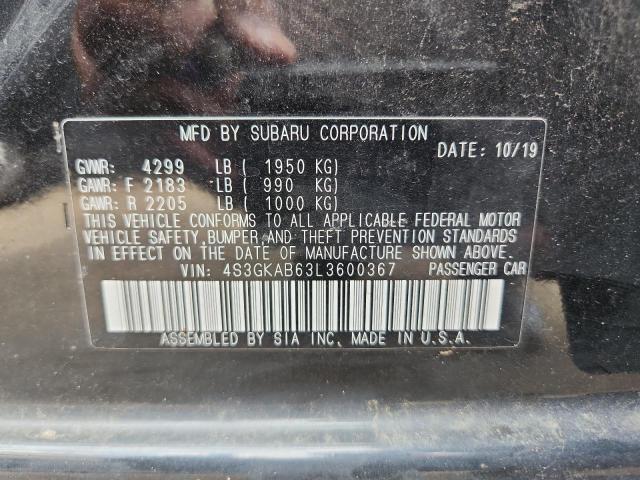 MFD BY SUBARU CORPORATION
DATE: 10/19
GVWR: 4299 LB ( 1950 KG)
GAWR: F 2183 LB ( 990 KG)
GAWR: R 2205 LB ( 1000 KG)
THIS VEHICLE CONFORMS TO ALL APPLICABLE FEDERAL MOTOR
VEHICLE SAFETY, BUMPER, AND THEFT PREVENTION STANDARDS
IN EFFECT ON THE DATE OF MANUFACTURE SHOWN ABOVE.
VIN: 4S3GKAB63L3600367 PASSENGER CAR
ASSEMBLED BY SIA INC. MADE IN U.S.A.